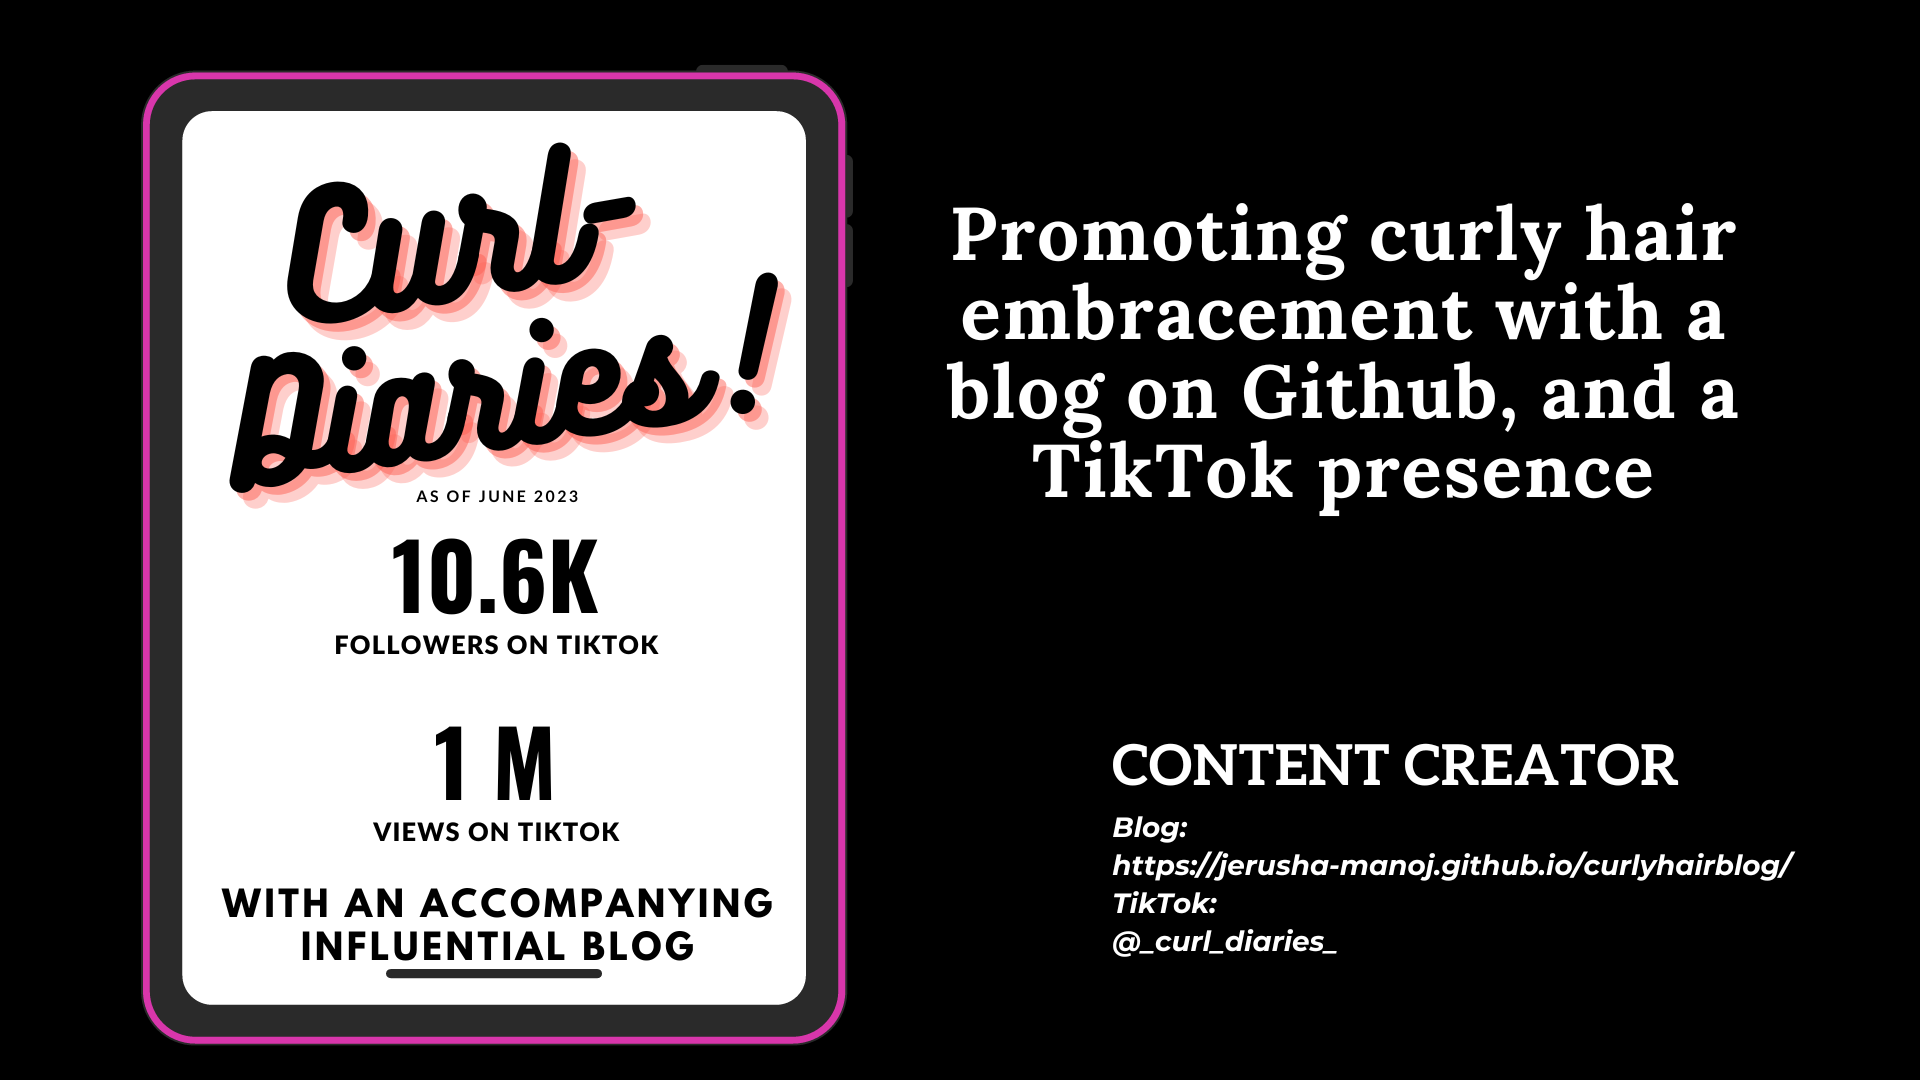 Curl-
Diaries!
AS OF JUNE 2023
10.6K
FOLLOWERS ON TIKTOK
1 M
VIEWS ON TIKTOK
WITH AN ACCOMPANYING
INFLUENTIAL BLOG
Promoting curly hair
embracement with a
blog on Github, and a
TikTok presence
CONTENT CREATOR
Blog:
https://jerusha-manoj.github.io/curlyhairblog/
TikTok:
@_curl_diaries_